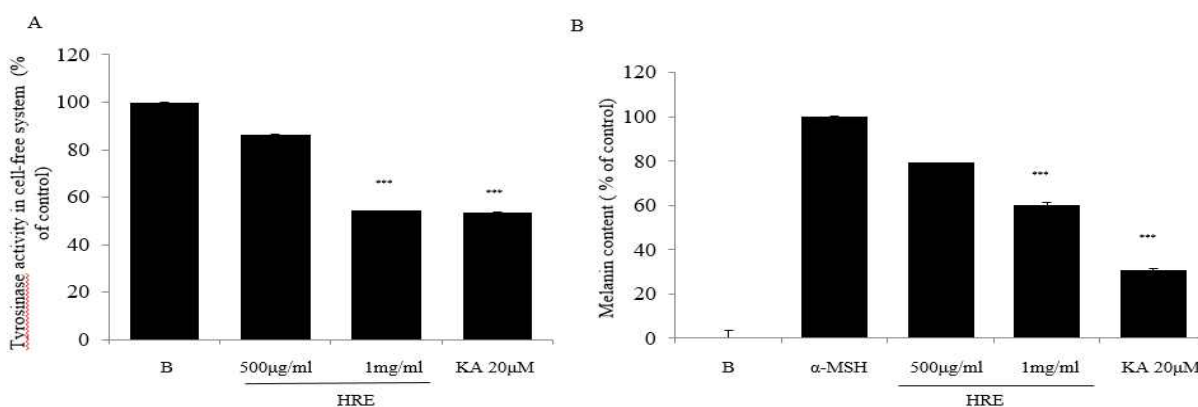 A
Tyrosinase activity in cell-free system (%
of control)
120
100
80
60
40
20
0
***
***
B
500μg/ml
1mg/ml
KA 20μM
HRE
B
Melanin content ( % of control)
120
100
80
60
40
20
0
***
***
B
α-MSH
500μg/ml
1mg/ml
KA 20μM
HRE